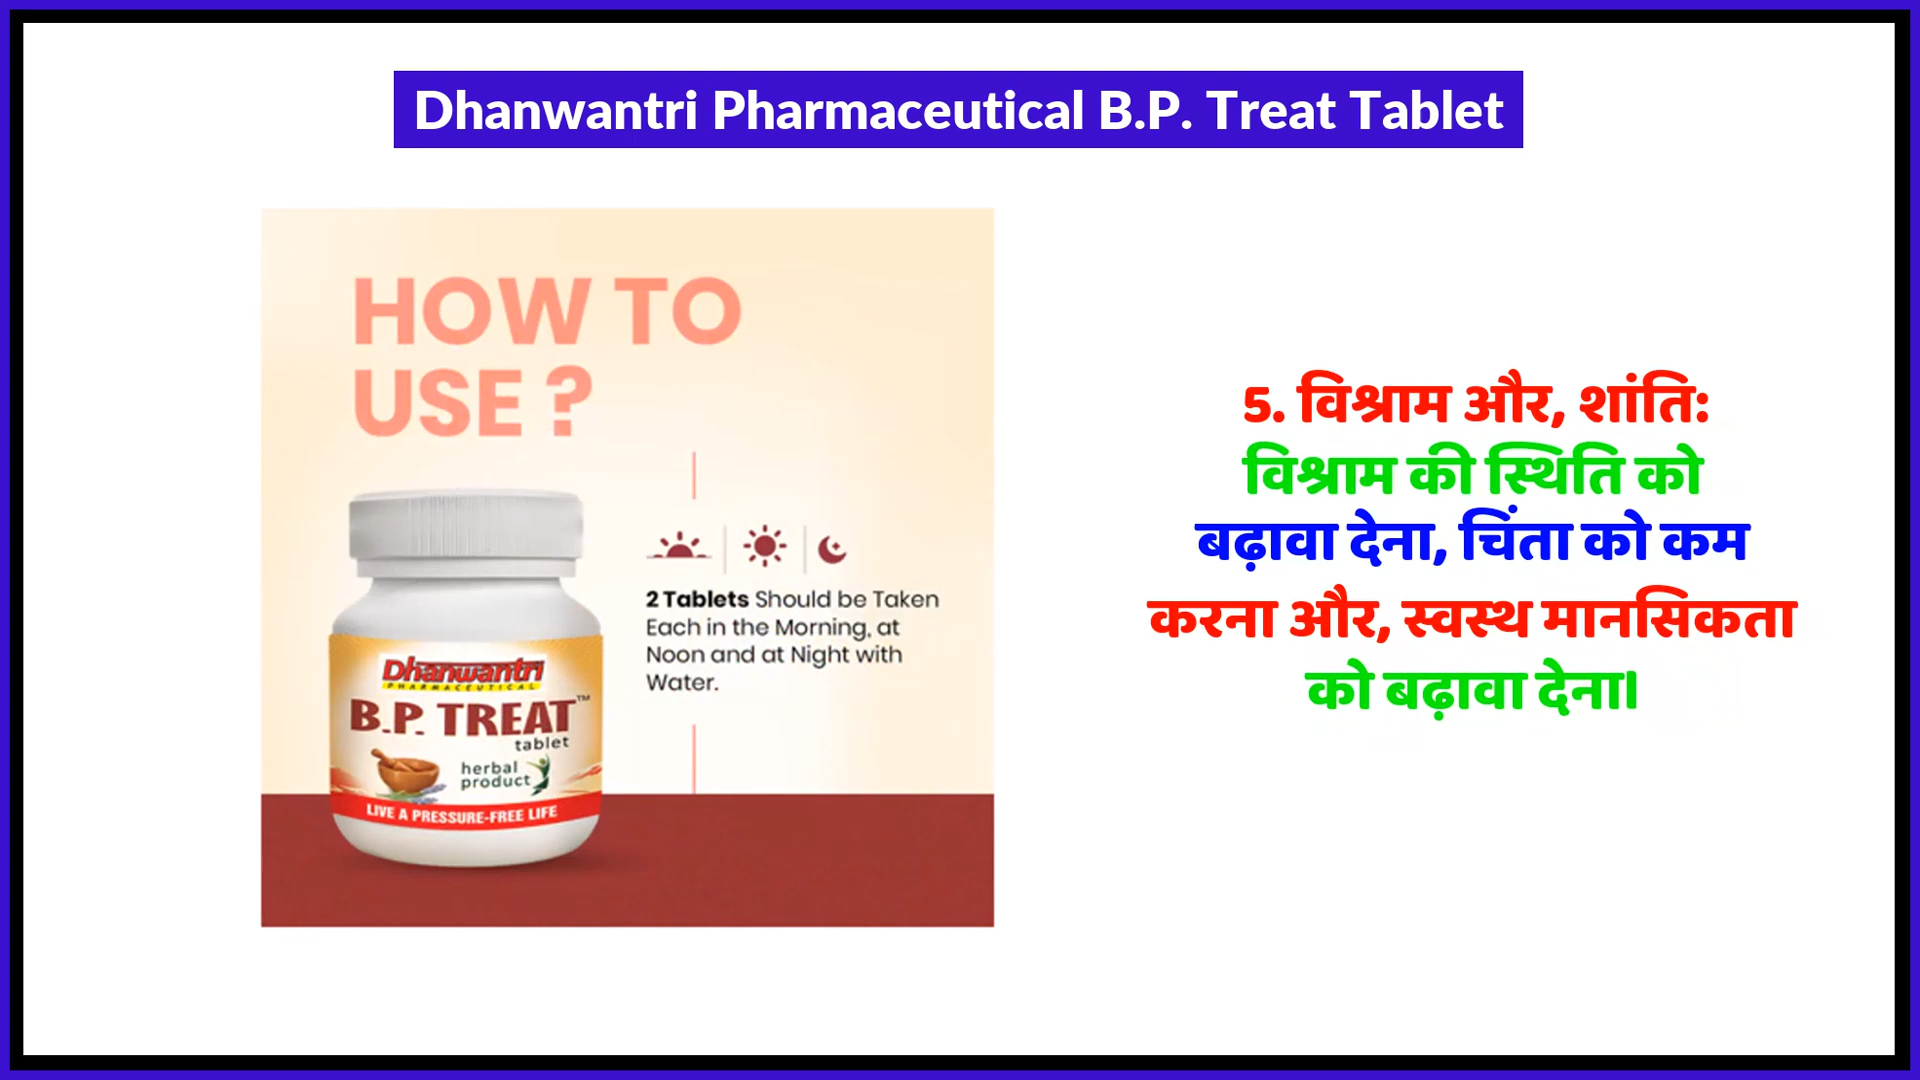 Dhanwantri Pharmaceutical B.P. Treat Tablet
HOW TO
USE ?
2 Tablets Should be Taken
Each in the Morning, at
Noon and at Night with
Water.
Dhanwantri
PHARMACEUTICAL
B.P. TREAT™
tablet
herbal
product
LIVE A PRESSURE-FREE LIFE
5. विश्राम और, शांति:
विश्राम की स्थिति को
बढ़ावा देना, चिंता को कम
करना और, स्वस्थ मानसिकता
को बढ़ावा देना।